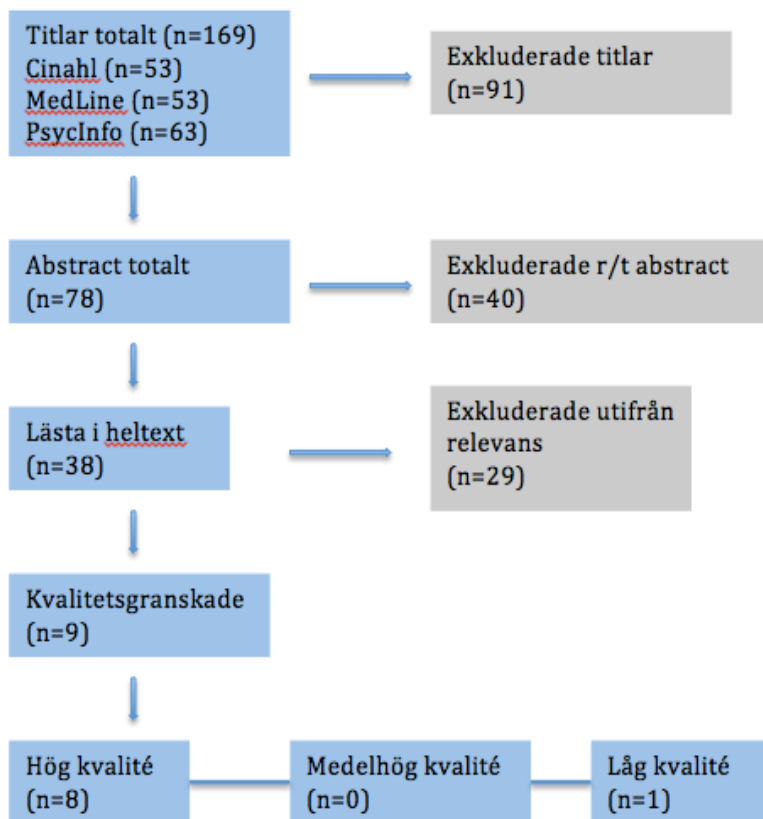 Titlar totalt (n=169)
Cinahl (n=53)
MedLine (n=53)
PsycInfo (n=63)
Exkluderade titlar
(n=91)
Abstract totalt
(n=78)
Exkluderade r/t abstract
(n=40)
Lästa i heltext
(n=38)
Exkluderade utifrån
relevans
(n=29)
Kvalitetsgranskade
(n=9)
Hög kvalité
(n=8)
Medelhög kvalité
(n=0)
Låg kvalité
(n=1)